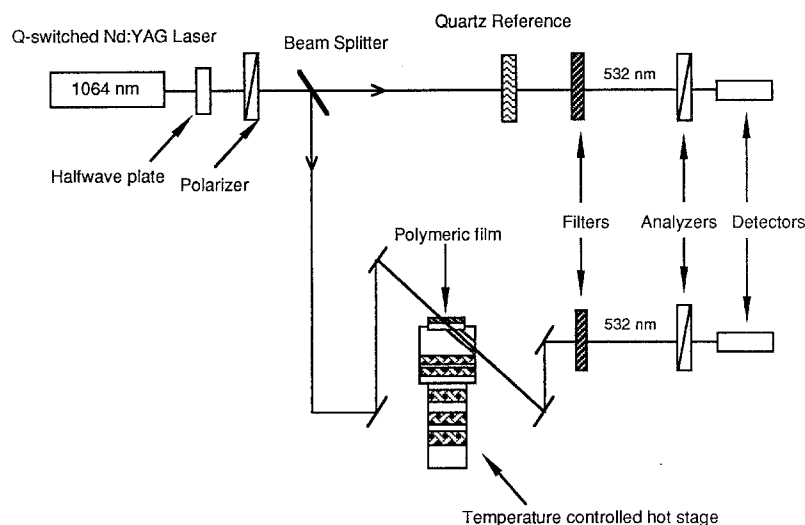 Quartz Reference
Q-switched Nd:YAG Laser
Beam Splitter
1064 nm
532 nm
Halfwave plate
Polarizer
Polymeric film
Filters
Analyzers
Detectors
532 nm
Temperature controlled hot stage